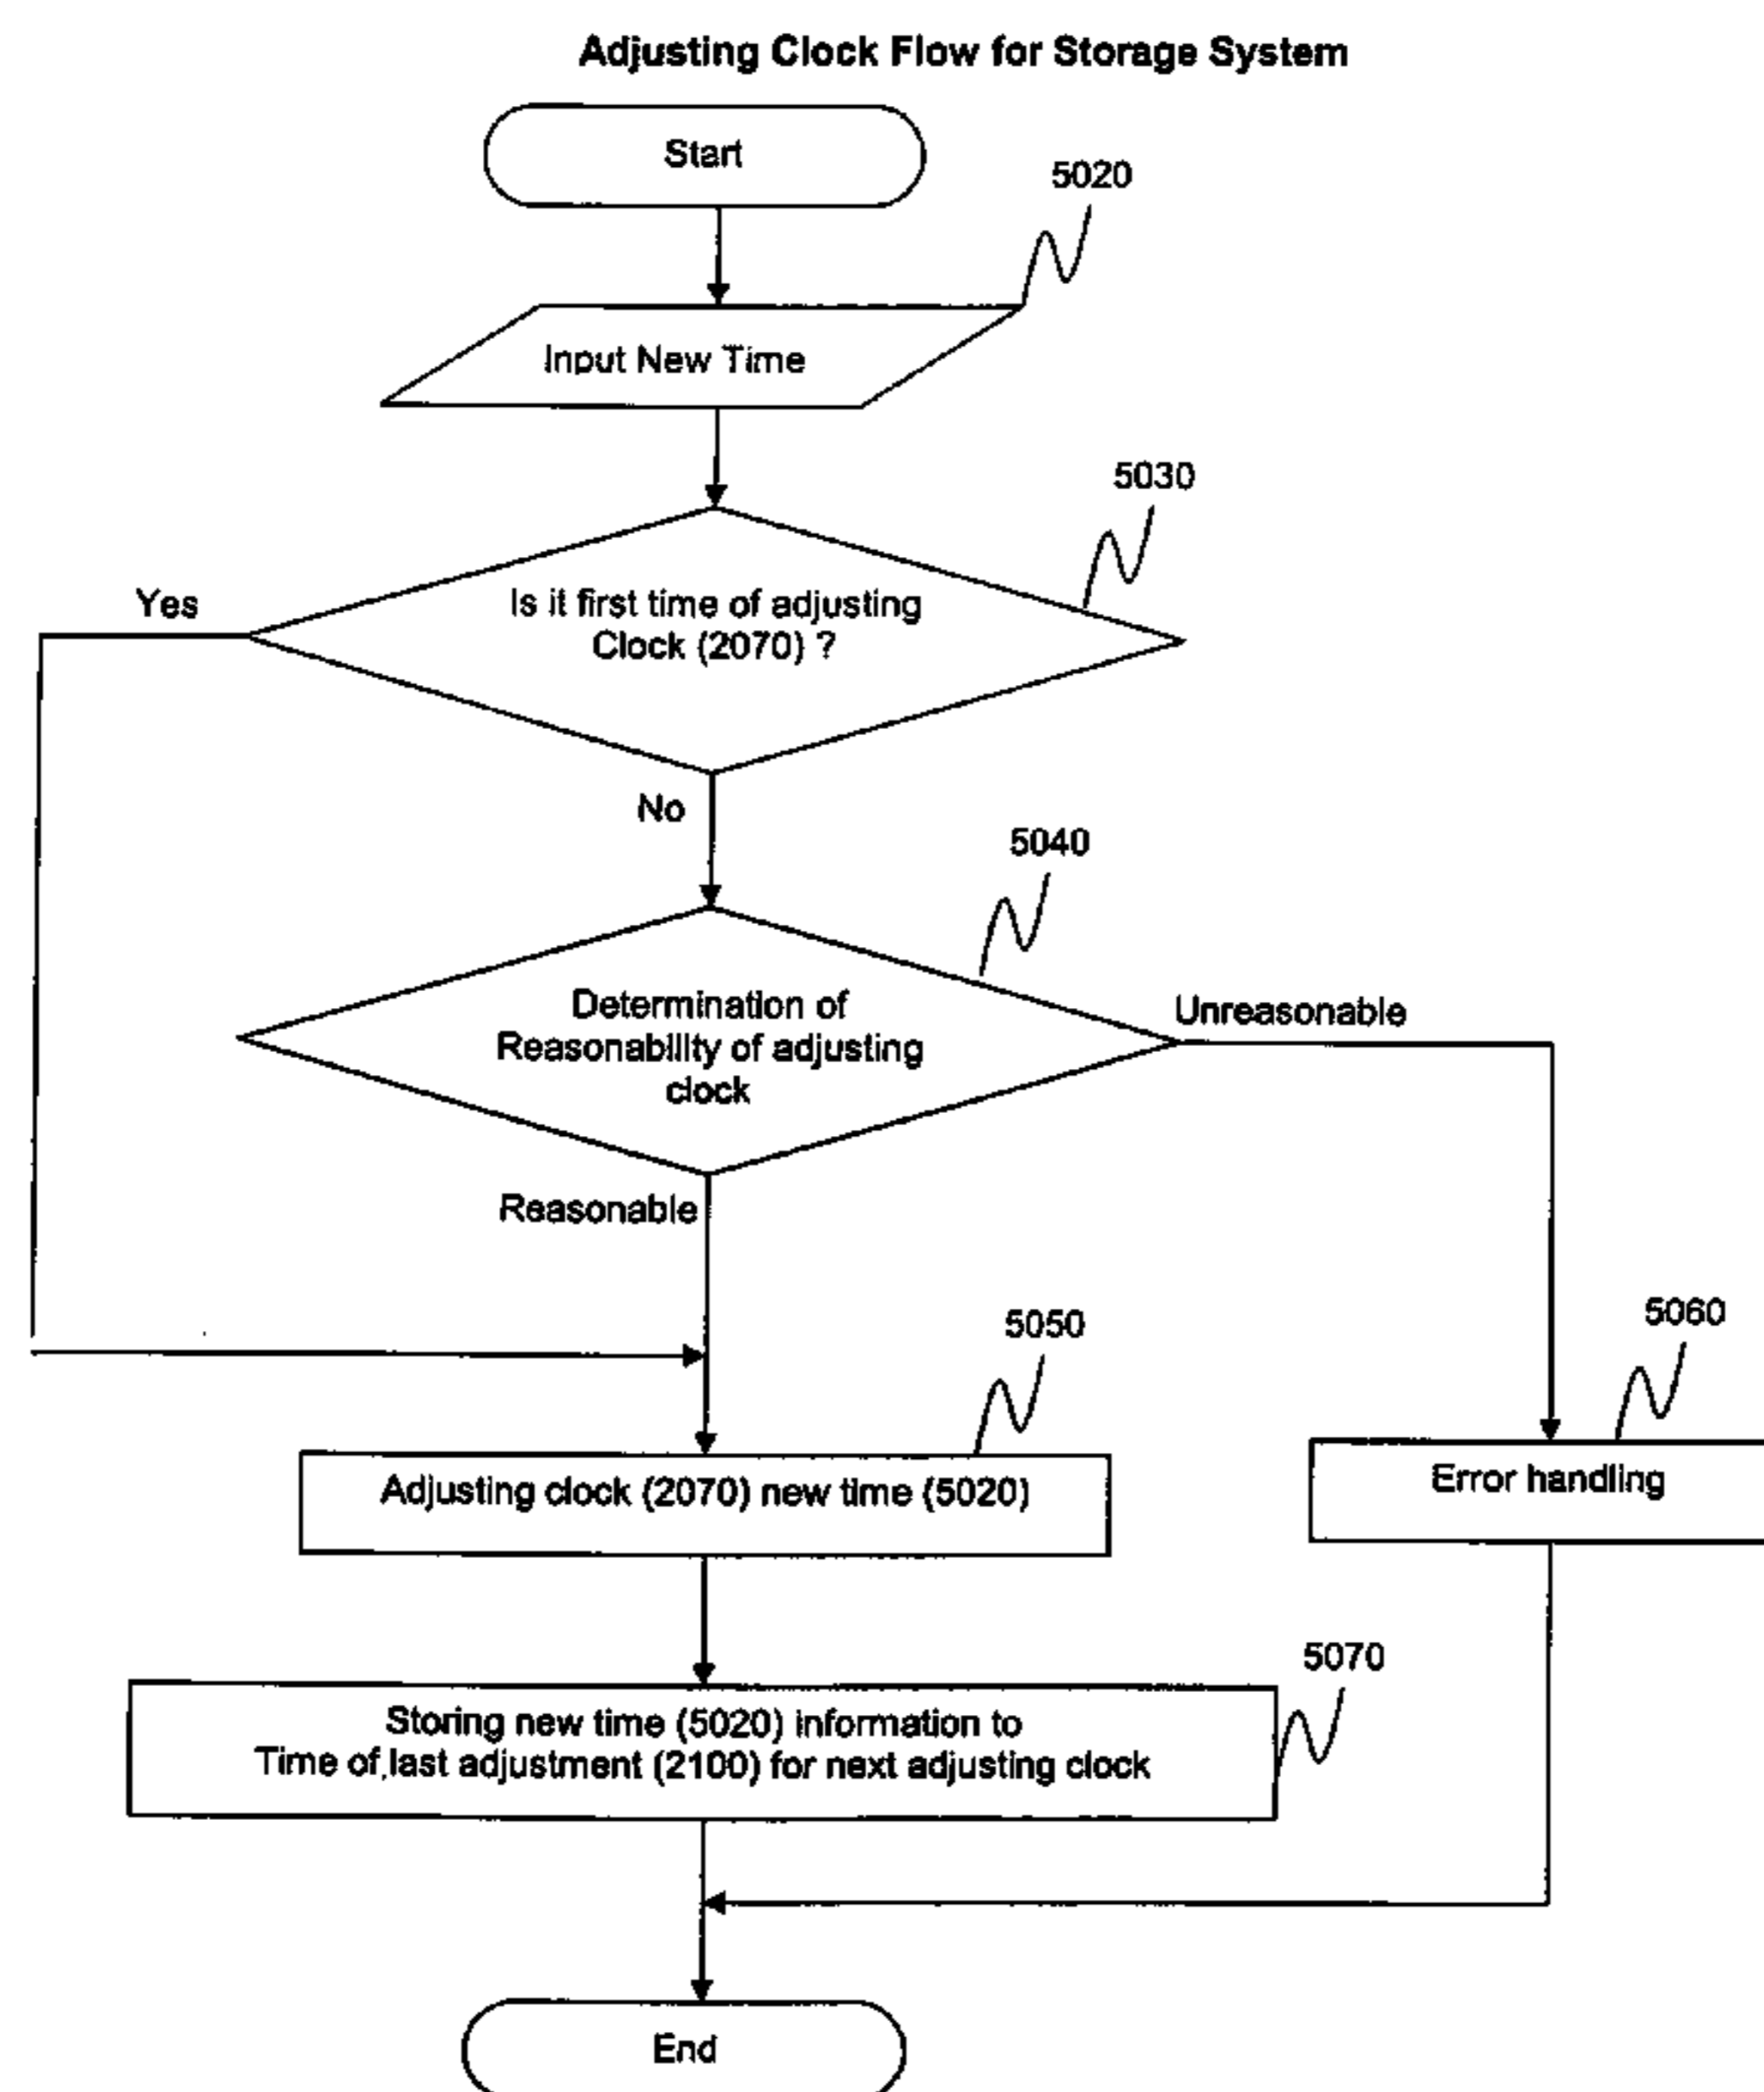 Adjusting Clock Flow for Storage System
Start
5020
Input New Time
5030
Yes
Is it first time of adjusting
Clock (2070) ?
No
5040
Determination of
Reasonability of adjusting
clock
Unreasonable
Reasonable
5050
5060
Adjusting clock (2070) new time (5020)
Error handling
5070
Storing new time (5020) information to
Time of.last adjustment (2100) for next adjusting clock
End